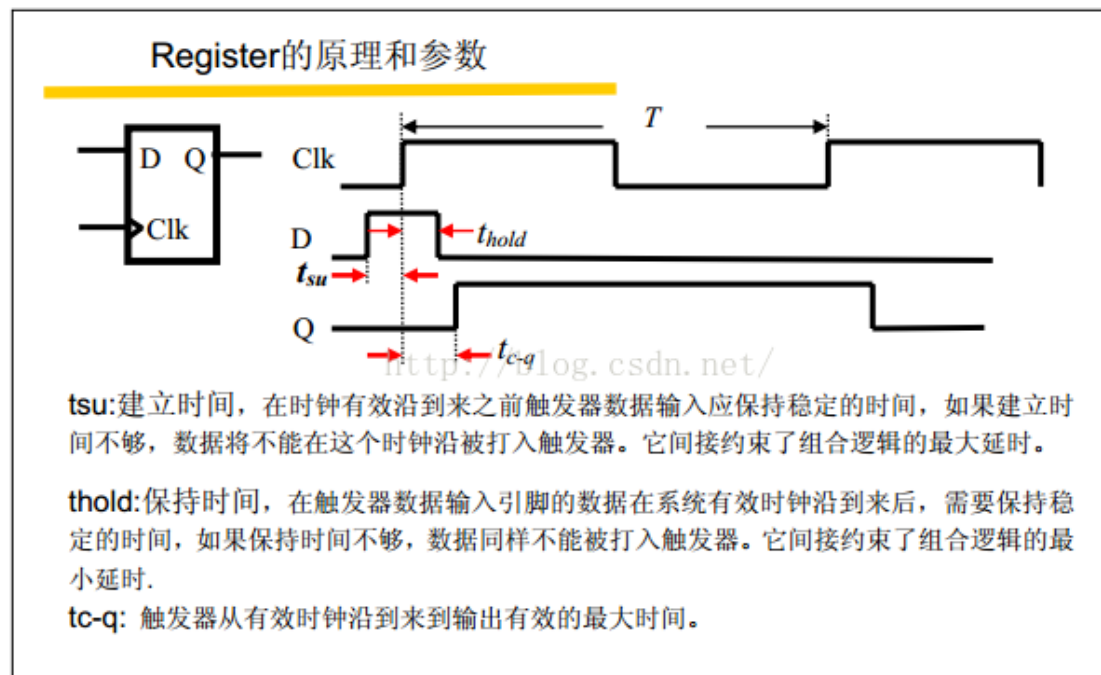 Register的原理和参数
T
D Q
Clk
Clk
D
thold
tsu
Q
tc-q
http://blog.csdn.net/
tsu:建立时间，在时钟有效沿到来之前触发器数据输入应保持稳定的时间，如果建立时
间不够，数据将不能在这个时钟沿被打入触发器。它间接约束了组合逻辑的最大延时。
thold:保持时间，在触发器数据输入引脚的数据在系统有效时钟沿到来后，需要保持稳
定的时间，如果保持时间不够，数据同样不能被打入触发器。它间接约束了组合逻辑的最
小延时.
tc-q: 触发器从有效时钟沿到来到输出有效的最大时间。